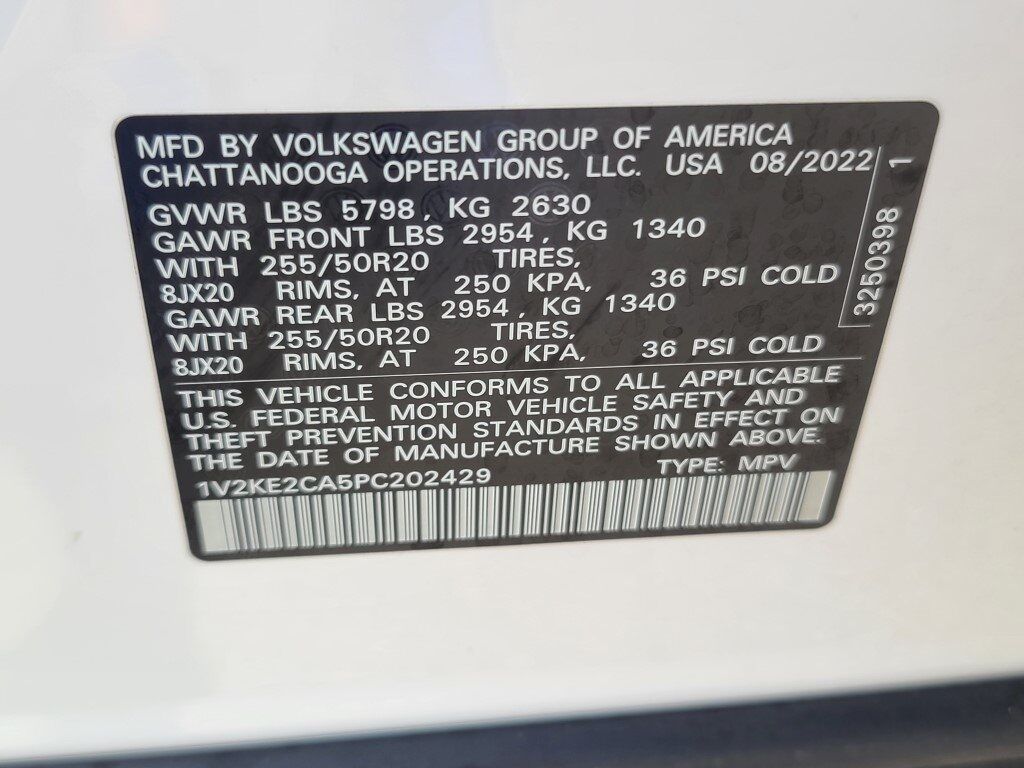 MFD BY VOLKSWAGEN GROUP OF AMERICA
CHATTANOOGA OPERATIONS, LLC. USA 08/2022
GVWR LBS 5798, KG 2630
GAWR FRONT LBS 2954, KG 1340
WITH 255/50R20 TIRES,
8JX20 RIMS, AT 250 KPA, 36 PSI COLD
GAWR REAR LBS 2954, KG 1340
WITH 255/50R20 TIRES,
8JX20 RIMS, AT 250 KPA, 36 PSI COLD
THIS VEHICLE CONFORMS TO ALL APPLICABLE
U.S. FEDERAL MOTOR VEHICLE SAFETY AND
THEFT PREVENTION STANDARDS IN EFFECT ON
THE DATE OF MANUFACTURE SHOWN ABOVE.
1V2KE2CA5PC202429 TYPE: MPV
3250398 1